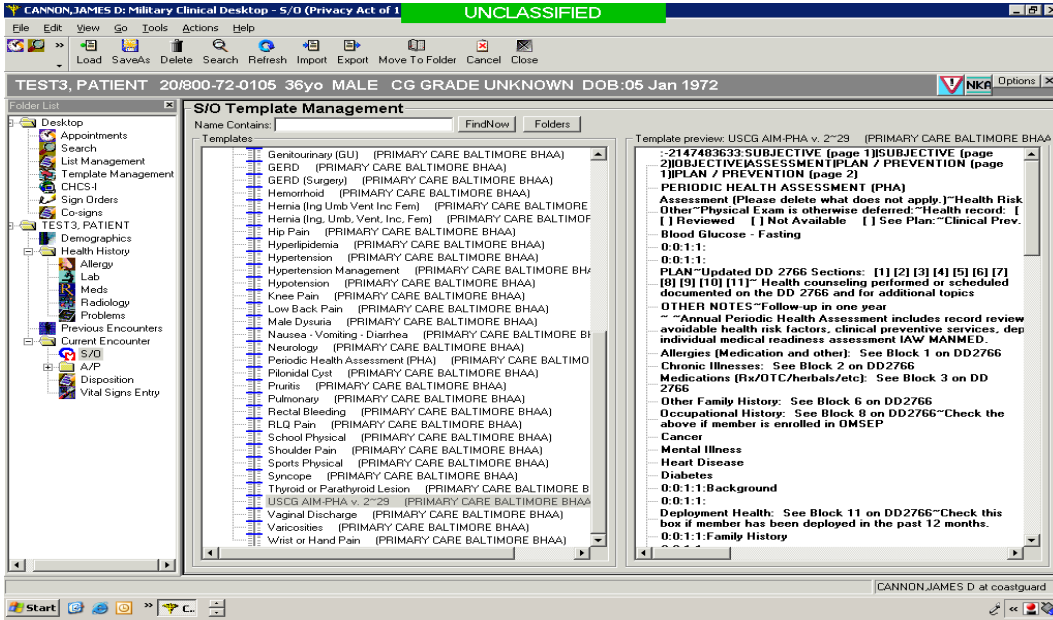 CANNON,JAMES D: Military Clinical Desktop - S/O (Privacy Act of 1
UNCLASSIFIED
File Edit View Go Tools Actions Help
» Load SaveAs Delete Search Refresh Import Export Move To Folder Cancel Close
TEST3, PATIENT 20/800-72-0105 36yo MALE CG GRADE UNKNOWN DOB:05 Jan 1972
NKA
Options
Folder List
Desktop
Appointments
Search
List Management
Template Management
CHCS-I
Sign Orders
Co-signs
TEST3, PATIENT
Demographics
Health History
Allergy
Lab
Meds
Radiology
Problems
Previous Encounters
Current Encounter
S/O
A/P
Disposition
Vital Signs Entry
S/O Template Management
Name Contains:
FindNow
Folders
Templates
Genitourinary (GU) (PRIMARY CARE BALTIMORE BHAA)
GERD (PRIMARY CARE BALTIMORE BHAA)
GERD (Surgery) (PRIMARY CARE BALTIMORE BHAA)
Hemorrhoid (PRIMARY CARE BALTIMORE BHAA)
Hernia (Ing Umb Vent Inc Fem) (PRIMARY CARE BALTIMORE
Hernia (Ing, Umb, Vent, Inc, Fem) (PRIMARY CARE BALTIMOF
Hip Pain (PRIMARY CARE BALTIMORE BHAA)
Hyperlipidemia (PRIMARY CARE BALTIMORE BHAA)
Hypertension (PRIMARY CARE BALTIMORE BHAA)
Hypertension Management (PRIMARY CARE BALTIMORE BHA
Hypotension (PRIMARY CARE BALTIMORE BHAA)
Knee Pain (PRIMARY CARE BALTIMORE BHAA)
Low Back Pain (PRIMARY CARE BALTIMORE BHAA)
Male Dysuria (PRIMARY CARE BALTIMORE BHAA)
Nausea - Vomiting - Diarrhea (PRIMARY CARE BALTIMORE BH
Neurology (PRIMARY CARE BALTIMORE BHAA)
Periodic Health Assessment (PHA) (PRIMARY CARE BALTIMO
Pilonidal Cyst (PRIMARY CARE BALTIMORE BHAA)
Pruritis (PRIMARY CARE BALTIMORE BHAA)
Pulmonary (PRIMARY CARE BALTIMORE BHAA)
Rectal Bleeding (PRIMARY CARE BALTIMORE BHAA)
RLQ Pain (PRIMARY CARE BALTIMORE BHAA)
School Physical (PRIMARY CARE BALTIMORE BHAA)
Shoulder Pain (PRIMARY CARE BALTIMORE BHAA)
Sports Physical (PRIMARY CARE BALTIMORE BHAA)
Syncope (PRIMARY CARE BALTIMORE BHAA)
Thyroid or Parathyroid Lesion (PRIMARY CARE BALTIMORE B
USCG AIM-PHA v. 2~29 (PRIMARY CARE BALTIMORE BHAA
Vaginal Discharge (PRIMARY CARE BALTIMORE BHAA)
Varicosities (PRIMARY CARE BALTIMORE BHAA)
Wrist or Hand Pain (PRIMARY CARE BALTIMORE BHAA)
Template preview: USCG AIM-PHA v. 2~29 (PRIMARY CARE BALTIMORE BHAA
:-2147483633:SUBJECTIVE (page 1)|SUBJECTIVE (page
2)|OBJECTIVE|ASSESSMENT|PLAN / PREVENTION (page
1)|PLAN / PREVENTION (page 2)
PERIODIC HEALTH ASSESSMENT (PHA)
Assessment (Please delete what does not apply.)~Health Risk
Other~Physical Exam is otherwise deferred:~Health record: [
[ ] Reviewed [ ] Not Available [ ] See Plan:~Clinical Prev.
Blood Glucose - Fasting
0:0:1:1:
0:0:1:1:
PLAN~Updated DD 2766 Sections: [1] [2] [3] [4] [5] [6] [7]
[8] [9] [10] [11]~ Health counseling performed or scheduled
documented on the DD 2766 and for additional topics
OTHER NOTES~Follow-up in one year
~ ~Annual Periodic Health Assessment includes record review
avoidable health risk factors, clinical preventive services, dep
individual medical readiness assessment IAW MANMED.
Allergies (Medication and other): See Block 1 on DD2766
Chronic Illnesses: See Block 2 on DD2766
Medications (Rx/OTC/herbals/etc): See Block 3 on DD
2766
Other Family History: See Block 6 on DD2766
Occupational History: See Block 8 on DD2766~Check the
above if member is enrolled in OMSEP
Cancer
Mental Illness
Heart Disease
Diabetes
0:0:1:1:Background
0:0:1:1:
Deployment Health: See Block 11 on DD2766~Check this
box if member has been deployed in the past 12 months.
0:0:1:1:Family History
CANNON,JAMES D at coastguard
Start
» C..
«